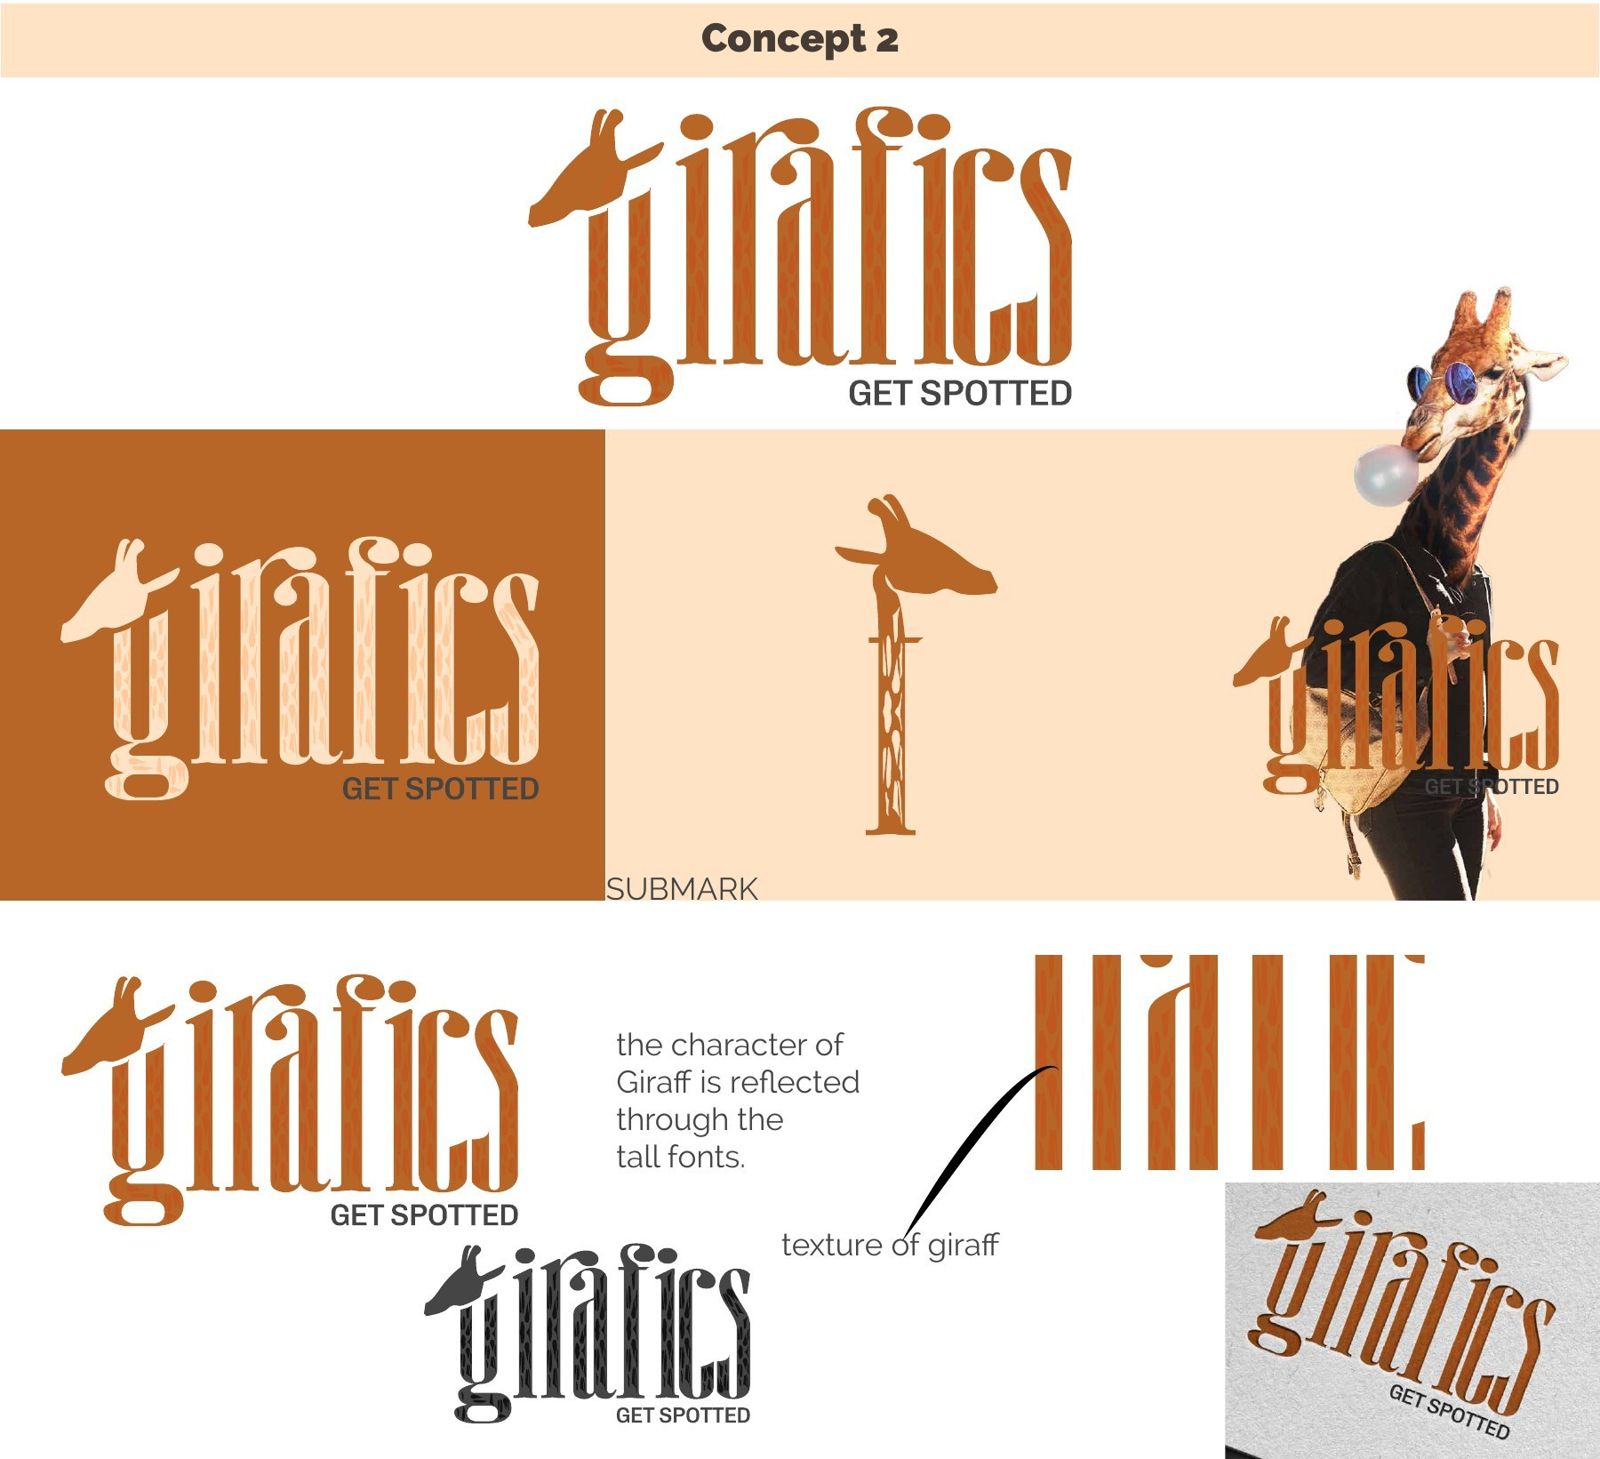 Concept 2
girafics
GET SPOTTED
girafics
GET SPOTTED
f
SUBMARK
girafics
GET SPOTTED
girafics
GET SPOTTED
the character of
Giraff is reflected
through the
tall fonts.
texture of giraff
girafics
GET SPOTTED
girafics
GET SPOTTED